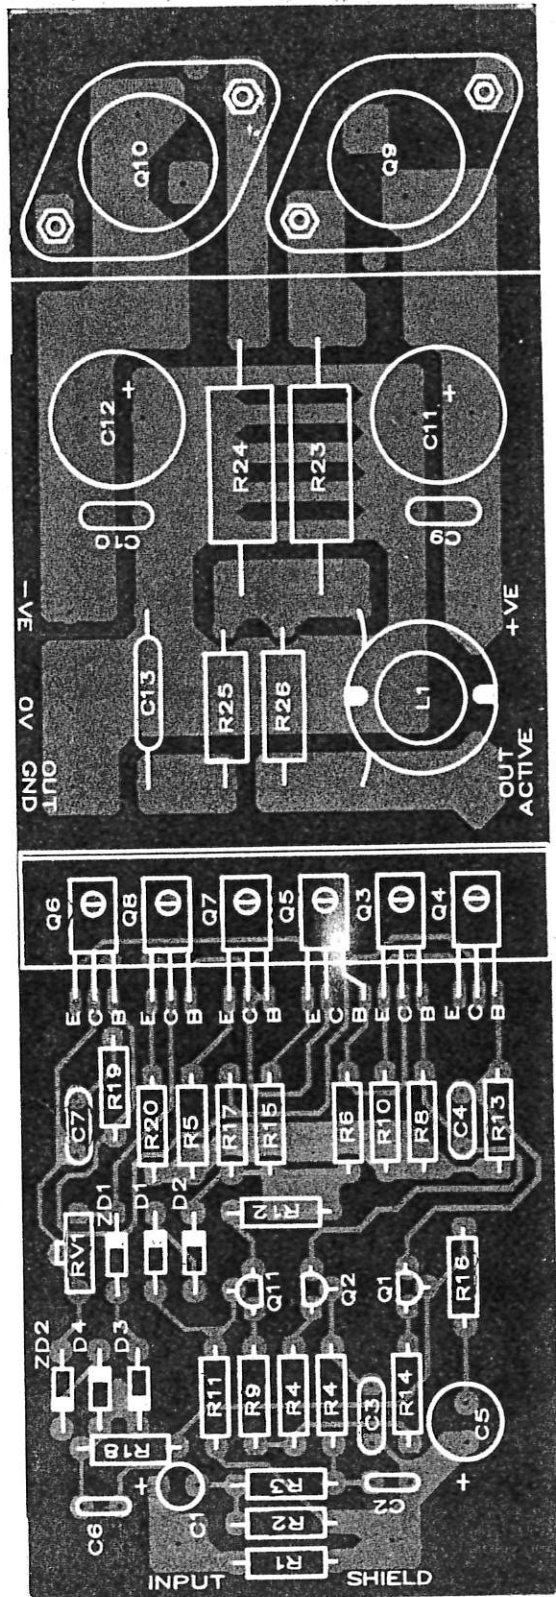 Q10
Q9
C12
+
C11
+
R24
R23
C10
C9
-VE
+VE
C13
R25
R26
L1
0V
GND
OUT
OUT
ACTIVE
Q6
Q8
Q7
Q5
Q3
Q4
E C B
E C B
E C B
E C B
E C B
E C B
C7
R19
R20
R5
R17
R15
R6
R10
R8
C4
R13
RV1
ZD1
D1
D2
R12
Q11
Q2
Q1
R16
ZD2
D4
D3
R11
R9
R4
R4
C3
R14
C5
+
R18
C6
+
C1
R3
R2
R1
C2
INPUT
SHIELD